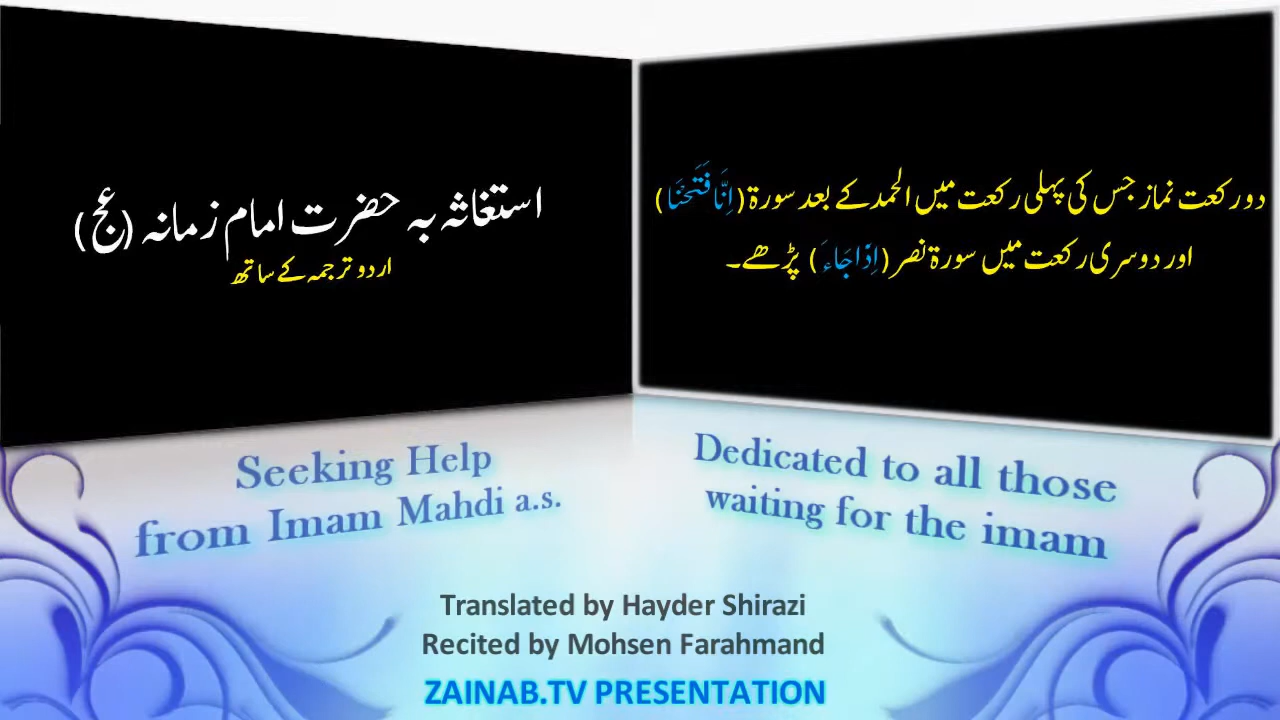 استغاثہ بہ حضرت امام زمانہ (عج)
اردو ترجمہ کے ساتھ
دو رکعت نماز جس کی پہلی رکعت میں الحمد کے بعد سورۃ (اِنَّا فَتَحْنَا)
اور دوسری رکعت میں سورۃ نصر (اِذَا جَاءَ) پڑھے۔
Seeking Help
from Imam Mahdi a.s.
Dedicated to all those
waiting for the imam
Translated by Hayder Shirazi
Recited by Mohsen Farahmand
ZAINAB.TV PRESENTATION